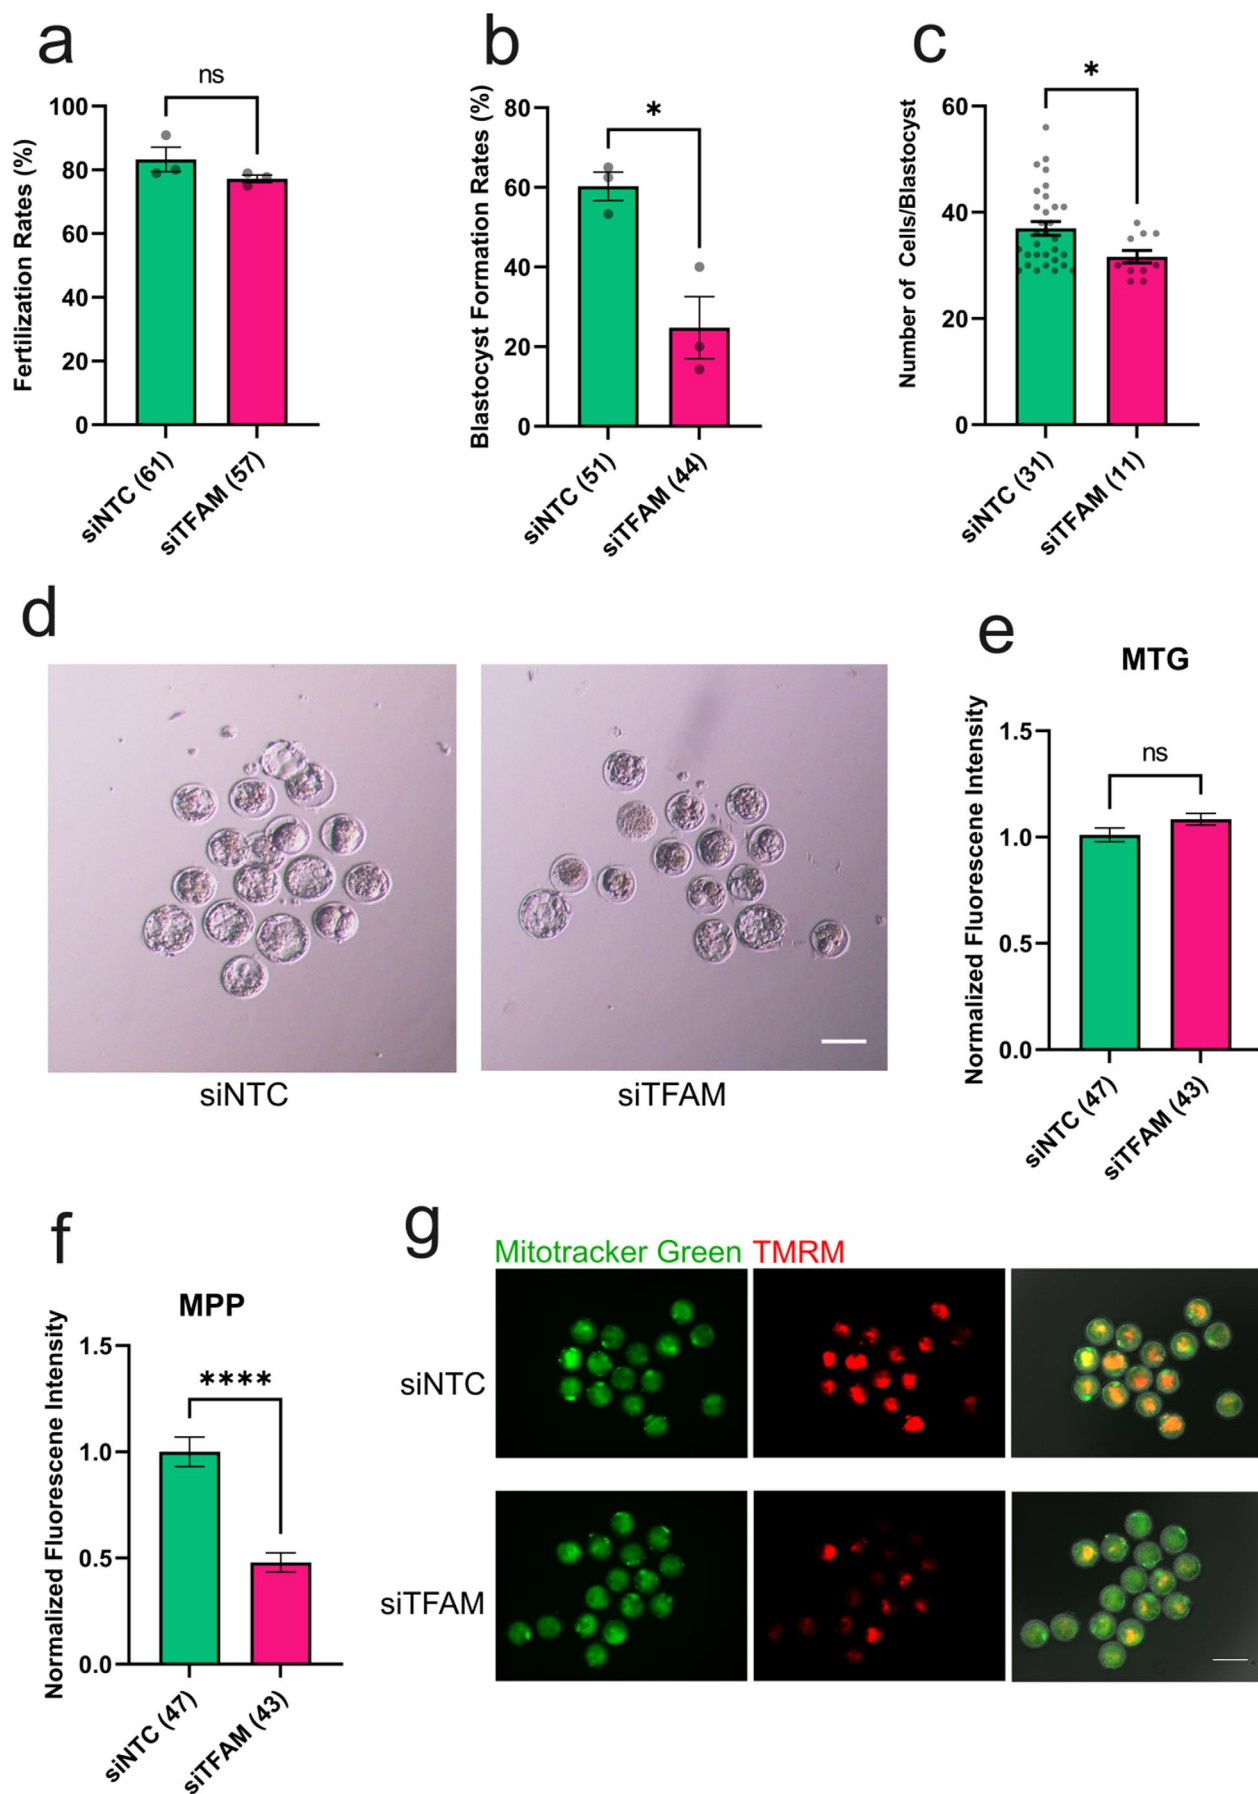 a
ns
Fertilization Rates (%)
100
80
60
40
20
0
siNTC (61)
siTFAM (57)
b
*
Blastocyst Formation Rates (%)
80
60
40
20
0
siNTC (51)
siTFAM (44)
c
*
Number of Cells/Blastocyst
60
40
20
0
siNTC (31)
siTFAM (11)
d
siNTC
siTFAM
e
MTG
ns
Normalized Fluorescene Intensity
1.5
1.0
0.5
0.0
siNTC (47)
siTFAM (43)
f
MPP
****
Normalized Fluorescene Intensity
1.5
1.0
0.5
0.0
siNTC (47)
siTFAM (43)
g
Mitotracker Green TMRM
siNTC
siTFAM